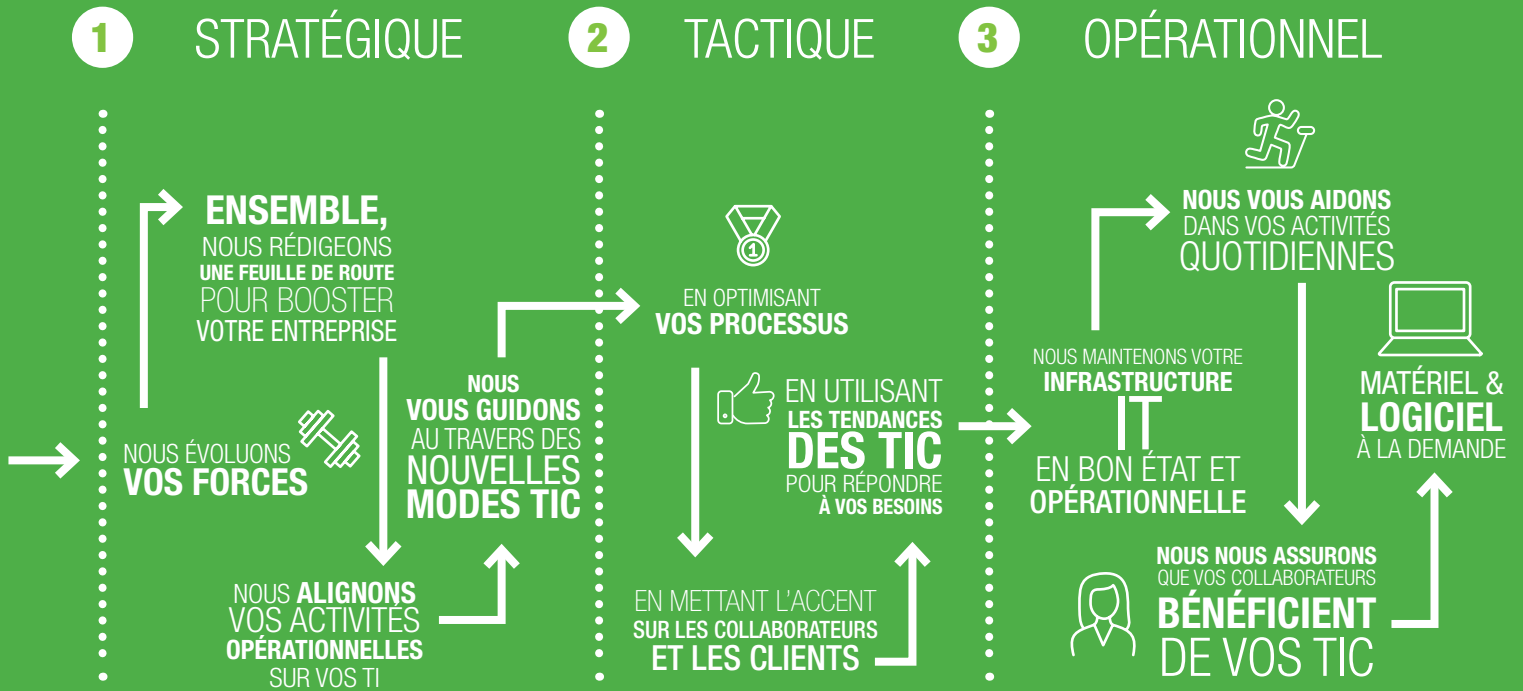 1 STRATÉGIQUE
NOUS ÉVOLUONS
VOS FORCES
ENSEMBLE,
NOUS RÉDIGEONS
UNE FEUILLE DE ROUTE
POUR BOOSTER
VOTRE ENTREPRISE
NOUS ALIGNONS
VOS ACTIVITÉS
OPÉRATIONNELLES
SUR VOS TI
NOUS
VOUS GUIDONS
AU TRAVERS DES
NOUVELLES
MODES TIC
2 TACTIQUE
1
EN OPTIMISANT
VOS PROCESSUS
EN METTANT L'ACCENT
SUR LES COLLABORATEURS
ET LES CLIENTS
EN UTILISANT
LES TENDANCES
DES TIC
POUR RÉPONDRE
À VOS BESOINS
3 OPÉRATIONNEL
NOUS MAINTENONS VOTRE
INFRASTRUCTURE
IT
EN BON ÉTAT ET
OPÉRATIONNELLE
NOUS VOUS AIDONS
DANS VOS ACTIVITÉS
QUOTIDIENNES
NOUS NOUS ASSURONS
QUE VOS COLLABORATEURS
BÉNÉFICIENT
DE VOS TIC
MATÉRIEL &
LOGICIEL
À LA DEMANDE